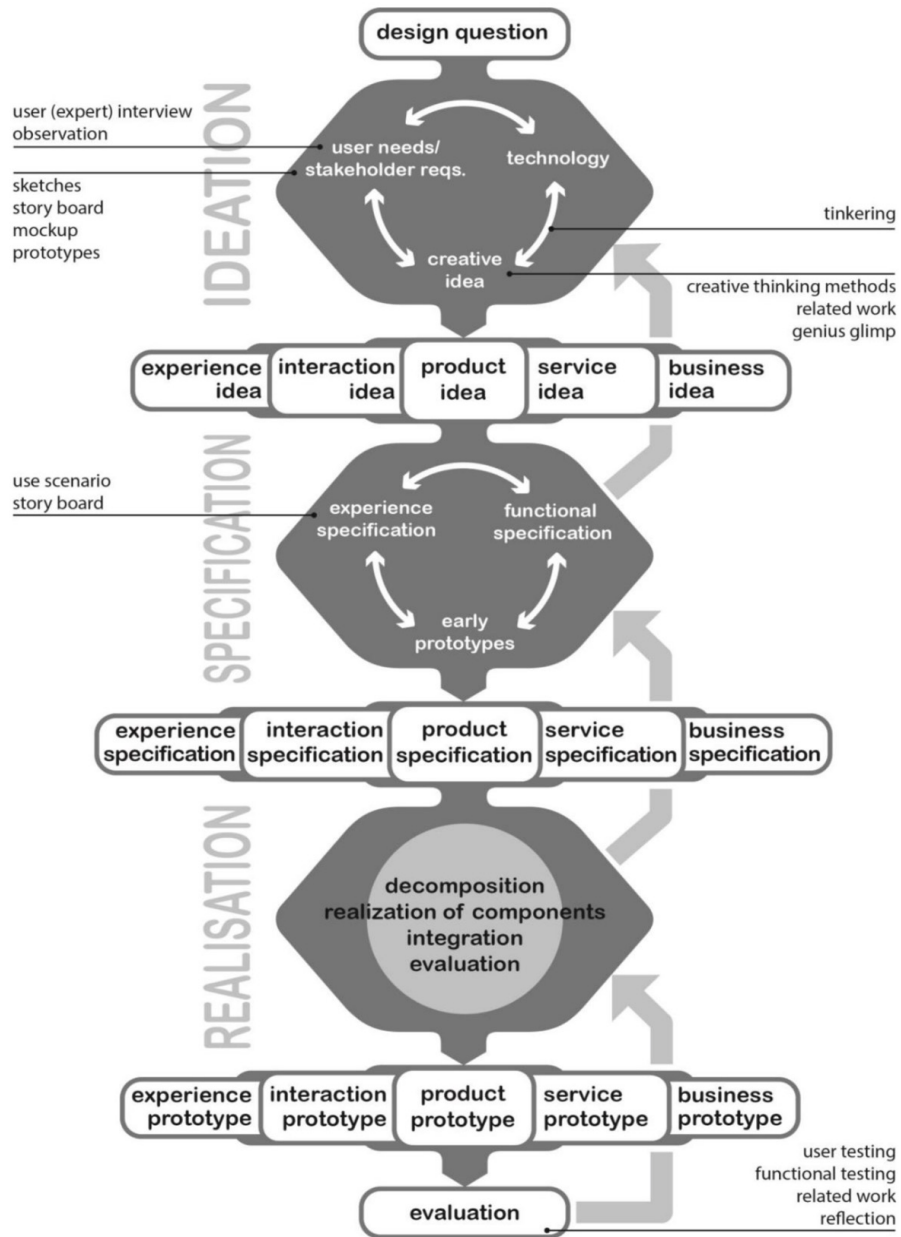 design question
IDEATION
user (expert) interview
observation
sketches
story board
mockup
prototypes
user needs/
stakeholder reqs.
technology
creative
idea
tinkering
creative thinking methods
related work
genius glimp
experience
idea
interaction
idea
product
idea
service
idea
business
idea
SPECIFICATION
use scenario
story board
experience
specification
functional
specification
early
prototypes
experience
specification
interaction
specification
product
specification
service
specification
business
specification
REALISATION
decomposition
realization of components
integration
evaluation
experience
prototype
interaction
prototype
product
prototype
service
prototype
business
prototype
evaluation
user testing
functional testing
related work
reflection